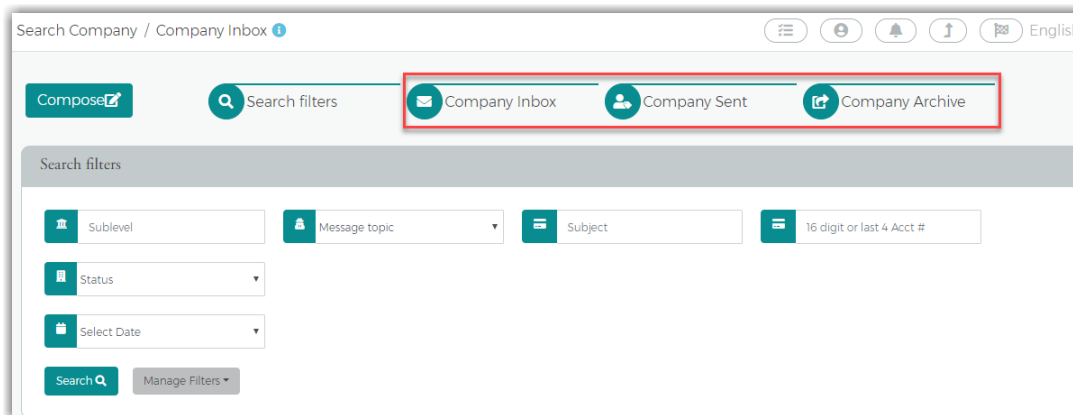 Search Company / Company Inbox
English
Compose
Search filters
Company Inbox
Company Sent
Company Archive
Search filters
Sublevel
Message topic
Subject
16 digit or last 4 Acct #
Status
Select Date
Search
Manage Filters